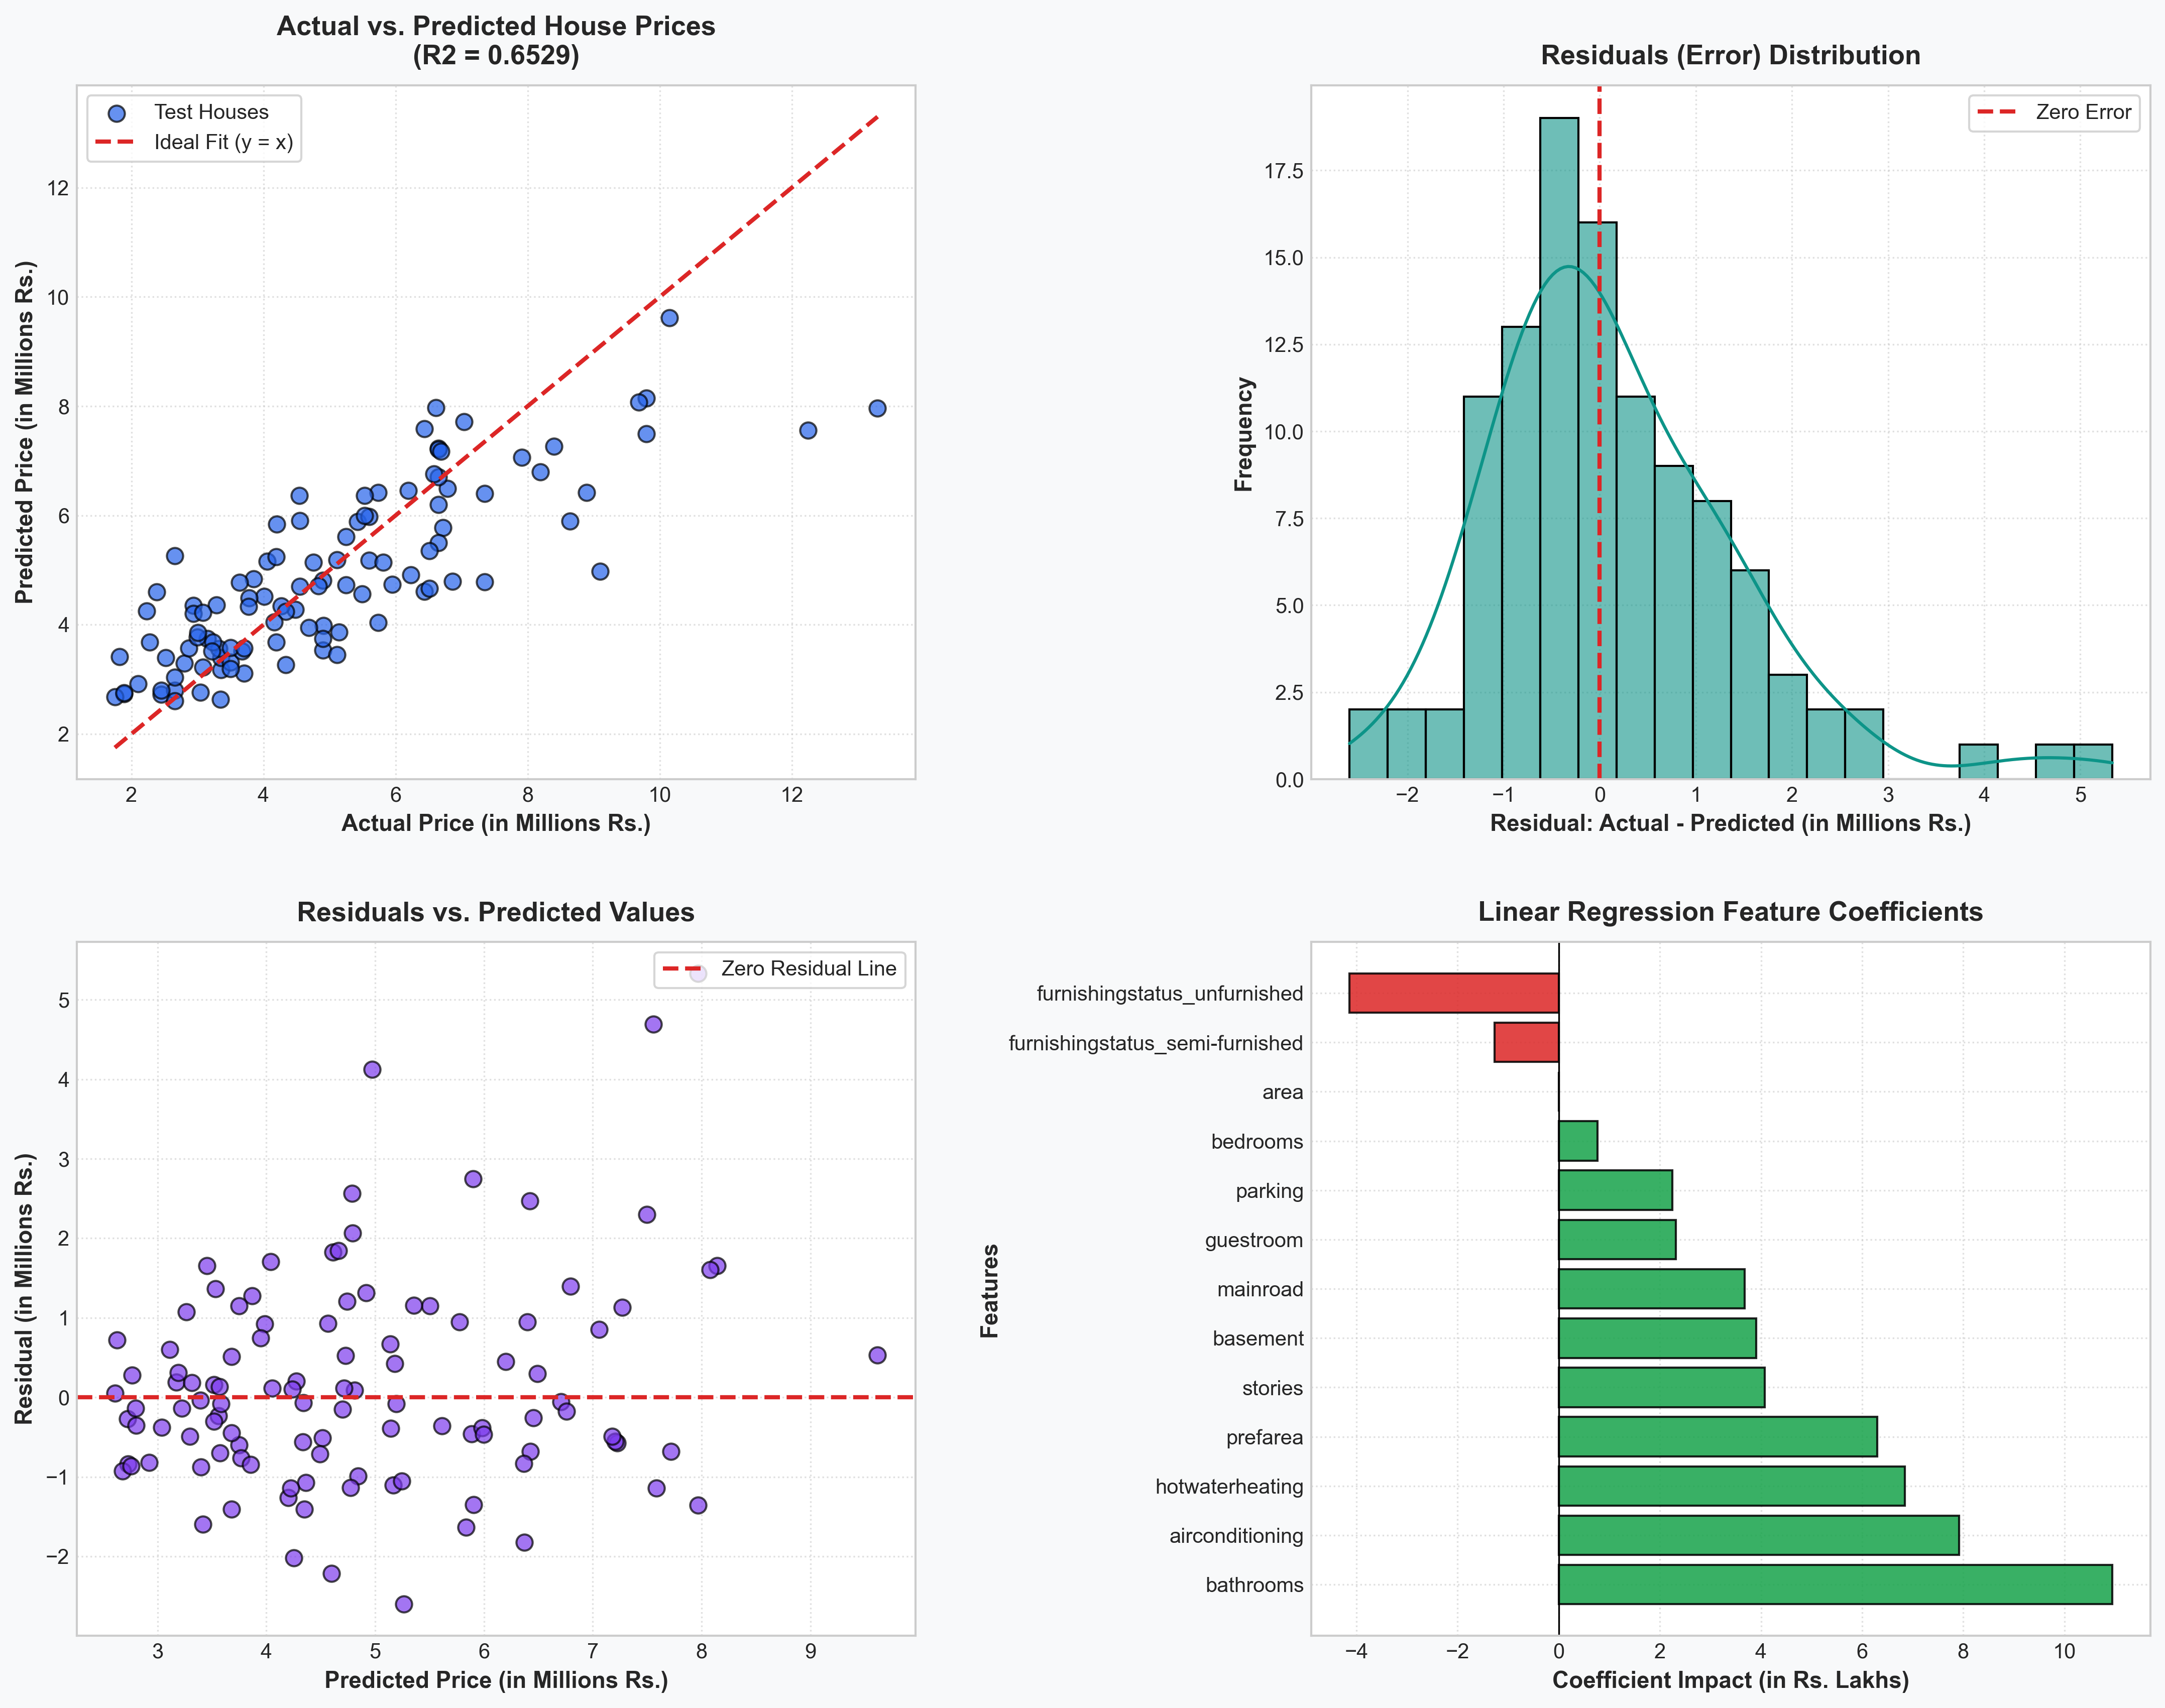 Actual vs. Predicted House Prices
(R2 = 0.6529)
Test Houses
Ideal Fit (y = x)
Predicted Price (in Millions Rs.)
12
10
8
6
4
2
2 4 6 8 10 12
Actual Price (in Millions Rs.)
Residuals (Error) Distribution
Zero Error
Frequency
17.5
15.0
12.5
10.0
7.5
5.0
2.5
0.0
−2 −1 0 1 2 3 4 5
Residual: Actual - Predicted (in Millions Rs.)
Residuals vs. Predicted Values
Zero Residual Line
Residual (in Millions Rs.)
5
4
3
2
1
0
−1
−2
3 4 5 6 7 8 9
Predicted Price (in Millions Rs.)
Linear Regression Feature Coefficients
Features
furnishingstatus_unfurnished
furnishingstatus_semi-furnished
area
bedrooms
parking
guestroom
mainroad
basement
stories
prefarea
hotwaterheating
airconditioning
bathrooms
−4 −2 0 2 4 6 8 10
Coefficient Impact (in Rs. Lakhs)